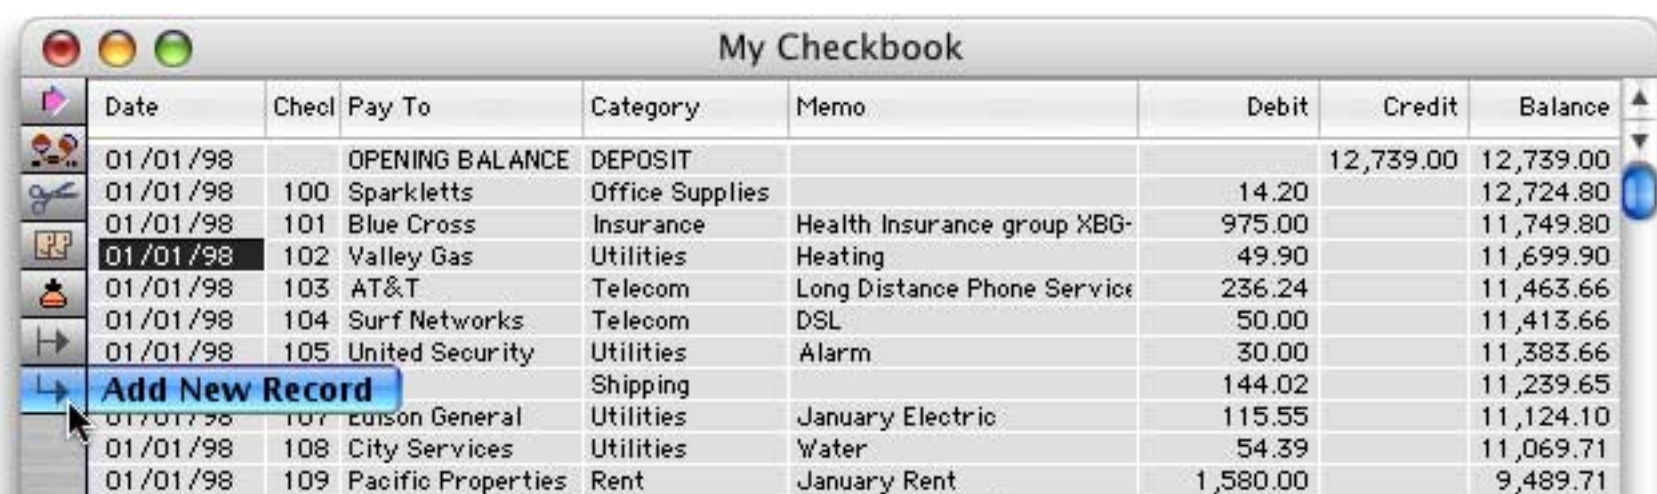 My Checkbook
Date Checl Pay To Category Memo Debit Credit Balance
01/01/98 OPENING BALANCE DEPOSIT 12,739.00 12,739.00
01/01/98 100 Sparkletts Office Supplies 14.20 12,724.80
01/01/98 101 Blue Cross Insurance Health Insurance group XBG- 975.00 11,749.80
01/01/98 102 Valley Gas Utilities Heating 49.90 11,699.90
01/01/98 103 AT&T Telecom Long Distance Phone Service 236.24 11,463.66
01/01/98 104 Surf Networks Telecom DSL 50.00 11,413.66
01/01/98 105 United Security Utilities Alarm 30.00 11,383.66
Add New Record Shipping 144.02 11,239.65
01/01/98 107 Edison General Utilities January Electric 115.55 11,124.10
01/01/98 108 City Services Utilities Water 54.39 11,069.71
01/01/98 109 Pacific Properties Rent January Rent 1,580.00 9,489.71